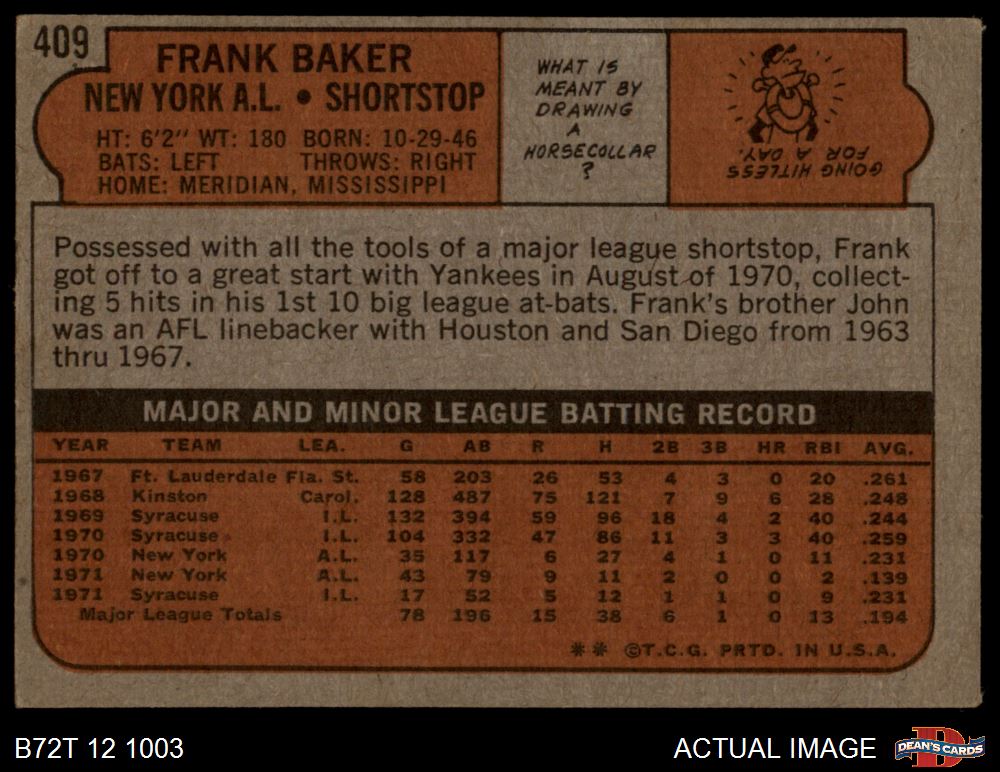 409
FRANK BAKER
NEW YORK A.L. • SHORTSTOP
HT: 6'2" WT: 180 BORN: 10-29-46
BATS: LEFT THROWS: RIGHT
HOME: MERIDIAN, MISSISSIPPI
WHAT IS
MEANT BY
DRAWING
A
HORSECOLLAR
?
GOING HITLESS
FOR A DAY.
Possessed with all the tools of a major league shortstop, Frank
got off to a great start with Yankees in August of 1970, collect-
ing 5 hits in his 1st 10 big league at-bats. Frank's brother John
was an AFL linebacker with Houston and San Diego from 1963
thru 1967.
MAJOR AND MINOR LEAGUE BATTING RECORD
YEAR TEAM LEA. G AB R H 2B 3B HR RBI AVG.
1967 Ft. Lauderdale Fla. St. 58 203 26 53 4 3 0 20 .261
1968 Kinston Carol. 128 487 75 121 7 9 6 28 .248
1969 Syracuse I.L. 132 394 59 96 18 4 2 40 .244
1970 Syracuse I.L. 104 332 47 86 11 3 3 40 .259
1970 New York A.L. 35 117 6 27 4 1 0 11 .231
1971 New York A.L. 43 79 9 11 2 0 0 2 .139
1971 Syracuse I.L. 17 52 5 12 1 1 0 9 .231
Major League Totals 78 196 15 38 6 1 0 13 .194
** ©T.C.G. PRTD. IN U.S.A.
B72T 12 1003
ACTUAL IMAGE
DEAN'S CARDS